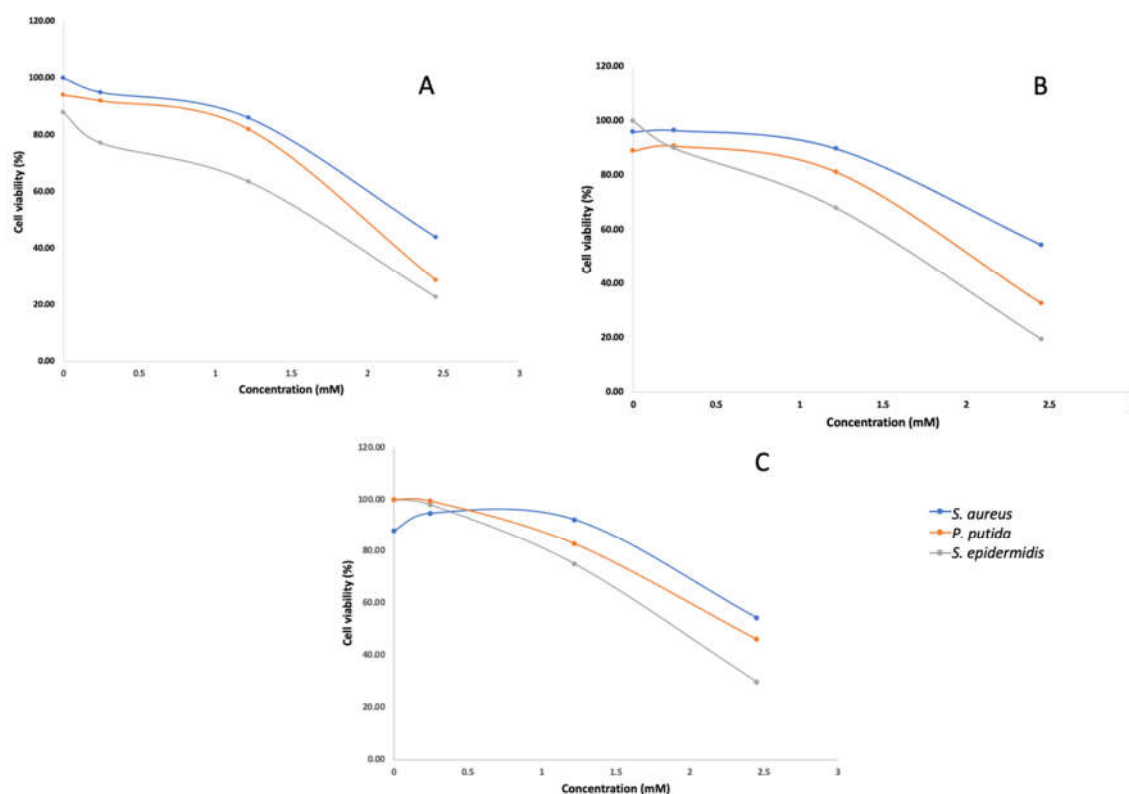 A
120.00
100.00
80.00
60.00
40.00
20.00
0.00
Cell viability (%)
0 0.5 1 1.5 2 2.5 3
Concentration (mM)
B
120.00
100.00
80.00
60.00
40.00
20.00
0.00
Cell viability (%)
0 0.5 1 1.5 2 2.5
Concentration (mM)
C
120.00
100.00
80.00
60.00
40.00
20.00
0.00
Cell viability (%)
0 0.5 1 1.5 2 2.5 3
Concentration (mM)
S. aureus
P. putida
S. epidermidis